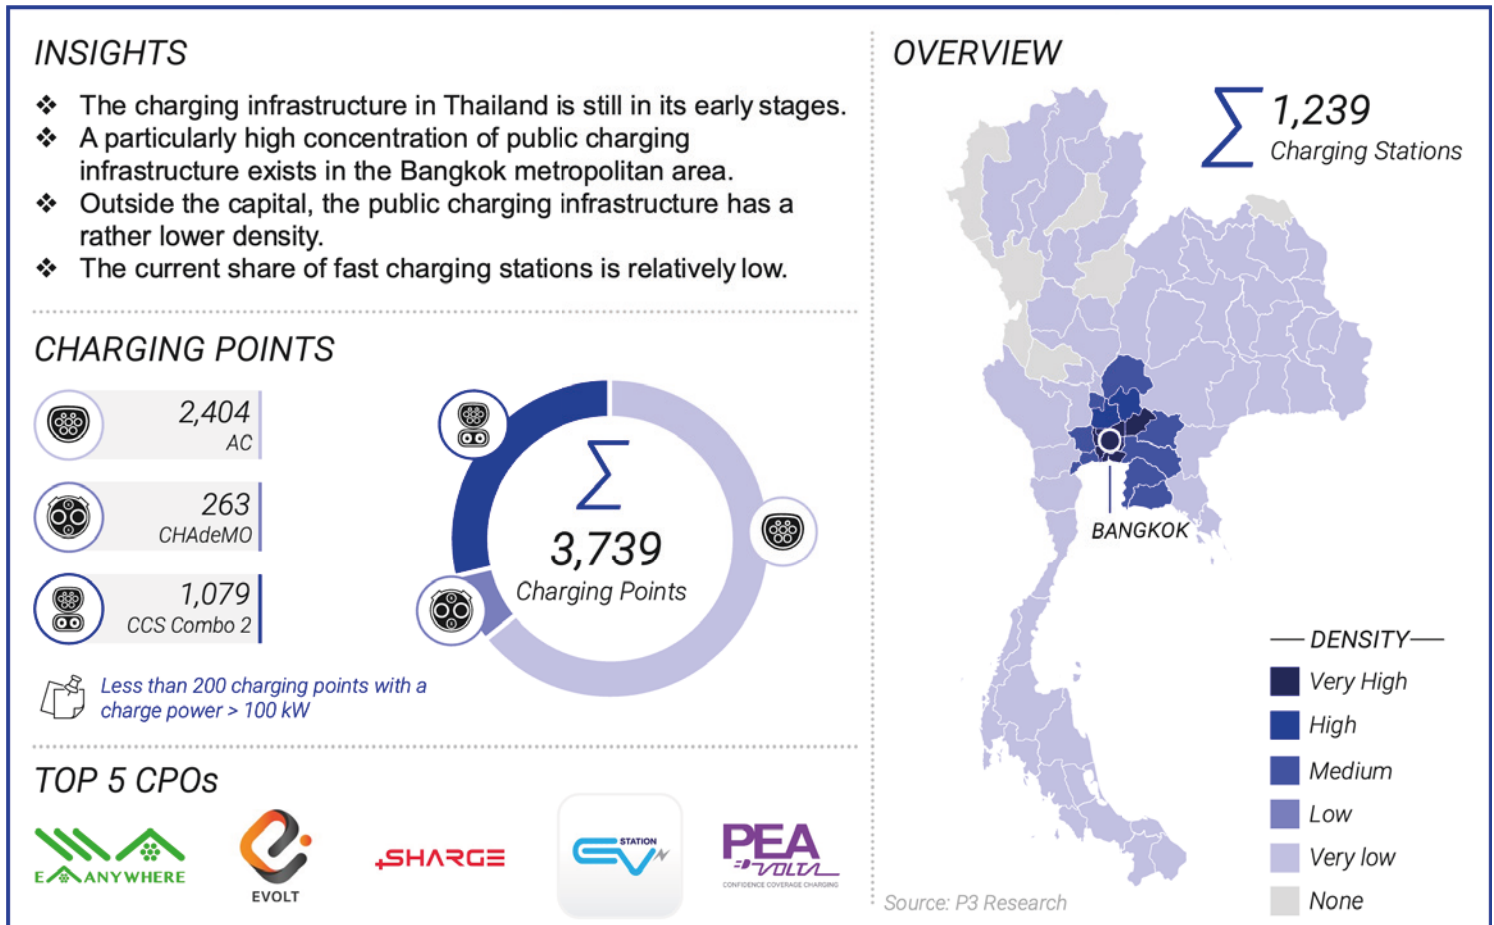 INSIGHTS
❖ The charging infrastructure in Thailand is still in its early stages.
❖ A particularly high concentration of public charging
infrastructure exists in the Bangkok metropolitan area.
❖ Outside the capital, the public charging infrastructure has a
rather lower density.
❖ The current share of fast charging stations is relatively low.
CHARGING POINTS
2,404
AC
263
CHAdeMO
1,079
CCS Combo 2
Less than 200 charging points with a
charge power > 100 kW
∑
3,739
Charging Points
TOP 5 CPOs
EA ANYWHERE
EVOLT
SHARGE
EV STATION
PEA
VOLTA
CONFIDENCE COVERAGE CHARGING
OVERVIEW
∑ 1,239
Charging Stations
BANGKOK
DENSITY
Very High
High
Medium
Low
Very low
None
Source: P3 Research